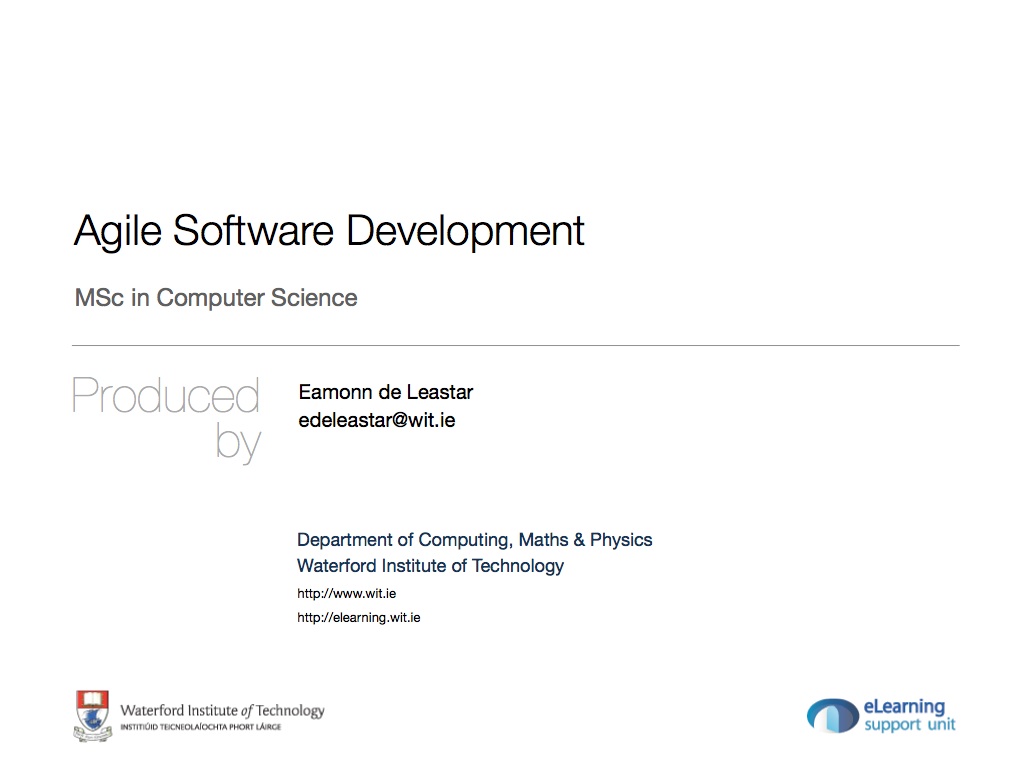 Agile Software Development
MSc in Computer Science
Produced
by
Eamonn de Leastar
edeleastar@wit.ie
Department of Computing, Maths & Physics
Waterford Institute of Technology
http://www.wit.ie
http://elearning.wit.ie
Waterford Institute of Technology
INSTITIÚID TEICNEOLAÍOCHTA PHORT LÁIRGE
eLearning
support unit